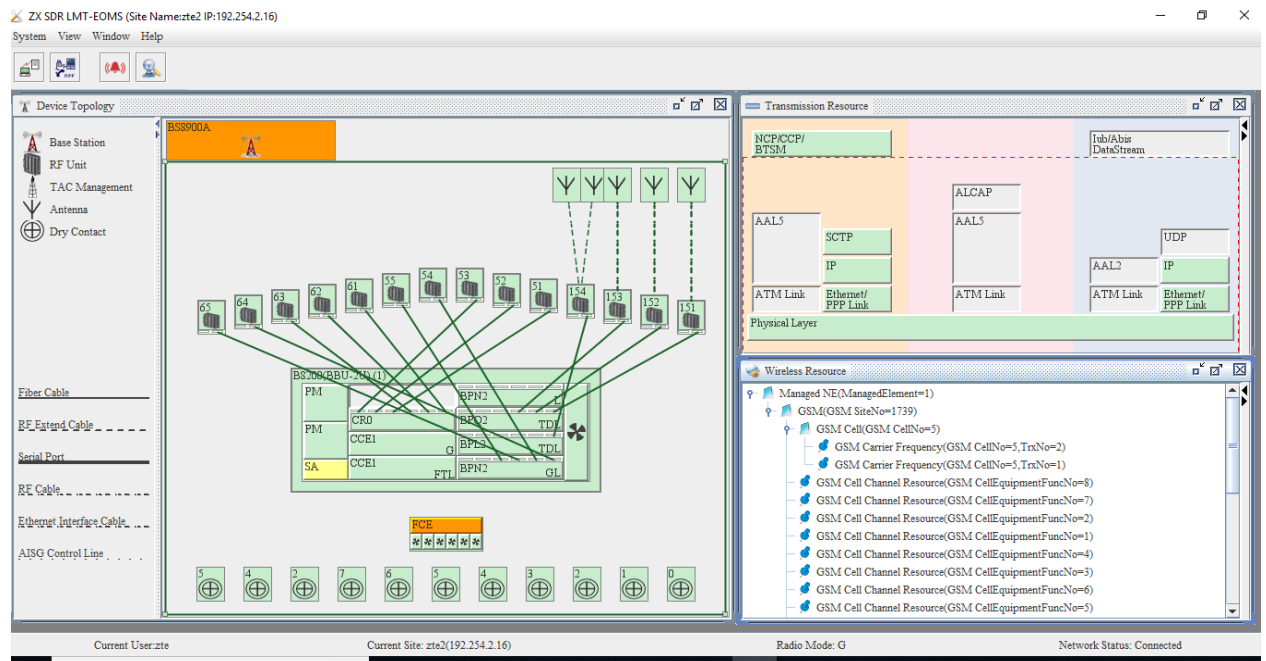 ZX SDR LMT-EOMS (Site Name:zte2 IP:192.254.2.16)
System View Window Help
OFF
Device Topology
Base Station
RF Unit
TAC Management
Antenna
Dry Contact
Fiber Cable
RF Extend Cable
Serial Port
RF Cable
Ethernet Interface Cable
AISG Control Line
BS8900A
65
64
63
62
61
55
54
53
52
51
154
153
152
151
BS200(BBU-2U) (1)
PM
BPN2
L
CR0
BPO2
TDL
PM
CCE1
G
BPL3
TDL
SA
CCE1
FTL
BPN2
GL
FCE
5
4
2
7
6
5
4
3
2
1
0
Transmission Resource
NCP/CCP/
BTSM
Iub/Abis
DataStream
ALCAP
AAL5
SCTP
AAL5
UDP
IP
AAL2
IP
ATM Link
Ethernet/
PPP Link
ATM Link
ATM Link
Ethernet/
PPP Link
Physical Layer
Wireless Resource
Managed NE(ManagedElement=1)
GSM(GSM SiteNo=1739)
GSM Cell(GSM CellNo=5)
GSM Carrier Frequency(GSM CellNo=5,TrxNo=2)
GSM Carrier Frequency(GSM CellNo=5,TrxNo=1)
GSM Cell Channel Resource(GSM CellEquipmentFuncNo=8)
GSM Cell Channel Resource(GSM CellEquipmentFuncNo=7)
GSM Cell Channel Resource(GSM CellEquipmentFuncNo=2)
GSM Cell Channel Resource(GSM CellEquipmentFuncNo=1)
GSM Cell Channel Resource(GSM CellEquipmentFuncNo=4)
GSM Cell Channel Resource(GSM CellEquipmentFuncNo=3)
GSM Cell Channel Resource(GSM CellEquipmentFuncNo=6)
GSM Cell Channel Resource(GSM CellEquipmentFuncNo=5)
Current User:zte
Current Site: zte2(192.254.2.16)
Radio Mode: G
Network Status: Connected